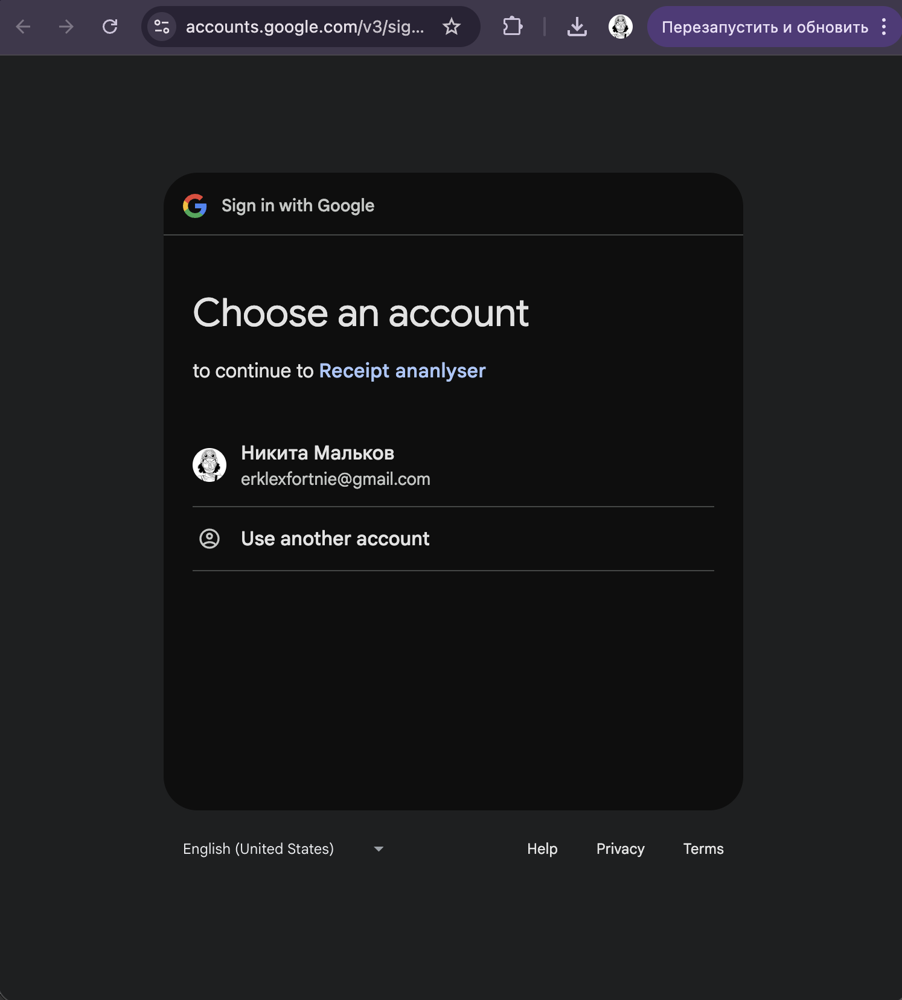 accounts.google.com/v3/sig...
Перезапустить и обновить
Sign in with Google
Choose an account
to continue to Receipt ananlyser
Никита Мальков
erklexfortnie@gmail.com
Use another account
English (United States)
Help Privacy Terms